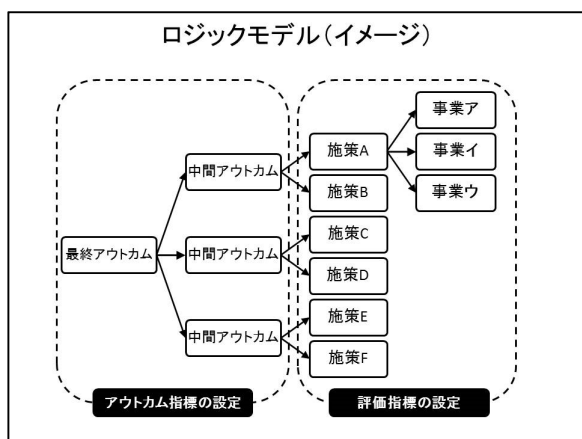 ロジックモデル(イメージ)
最終アウトカム
中間アウトカム
中間アウトカム
中間アウトカム
施策A
施策B
施策C
施策D
施策E
施策F
事業ア
事業イ
事業ウ
アウトカム指標の設定
評価指標の設定